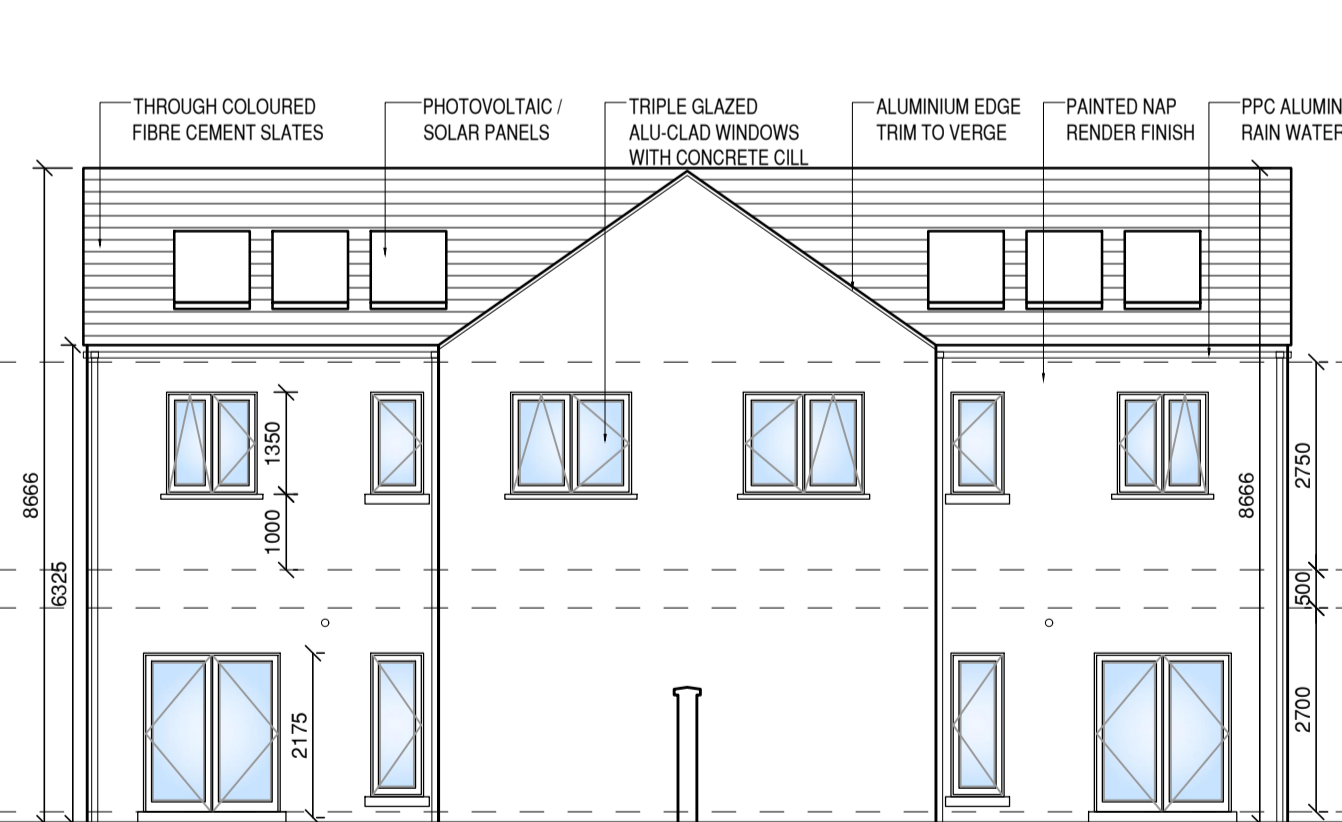 THROUGH COLOURED
FIBRE CEMENT SLATES
PHOTOVOLTAIC /
SOLAR PANELS
TRIPLE GLAZED
ALU-CLAD WINDOWS
WITH CONCRETE CILL
ALUMINIUM EDGE
TRIM TO VERGE
PAINTED NAP
RENDER FINISH
PPC ALUMIN
RAIN WATER
8666
6325
1350
1000
2175
8666
2750
500
2700